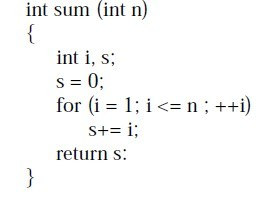 int sum (int n)
{
int i, s;
s = 0;
for (i = 1; i <= n ; ++i)
s+= i;
return s:
}